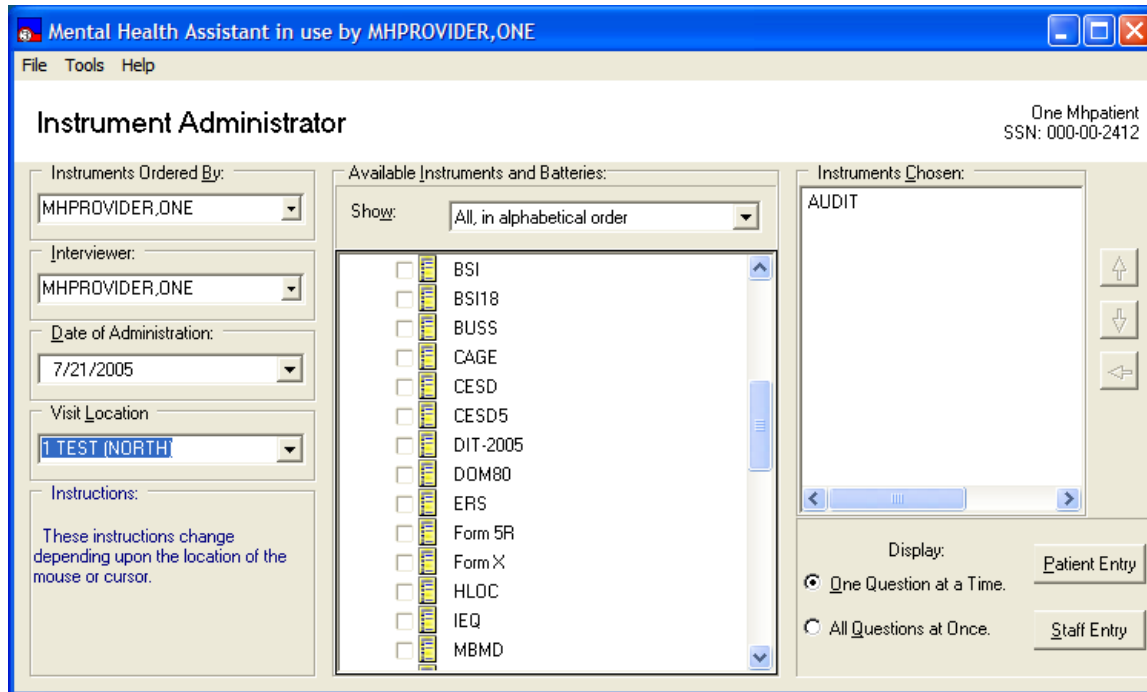 Mental Health Assistant in use by MHPROVIDER,ONE
File Tools Help
Instrument Administrator
One Mhpatient
SSN: 000-00-2412
Instruments Ordered By:
MHPROVIDER,ONE
Interviewer:
MHPROVIDER,ONE
Date of Administration:
7/21/2005
Visit Location
1 TEST (NORTH)
Instructions:
These instructions change
depending upon the location of the
mouse or cursor.
Available Instruments and Batteries:
Show: All, in alphabetical order
BSI
BSI18
BUSS
CAGE
CESD
CESD5
DIT-2005
DOM80
ERS
Form 5R
Form X
HLOC
IEQ
MBMD
Instruments Chosen:
AUDIT
Display:
One Question at a Time.
All Questions at Once.
Patient Entry
Staff Entry